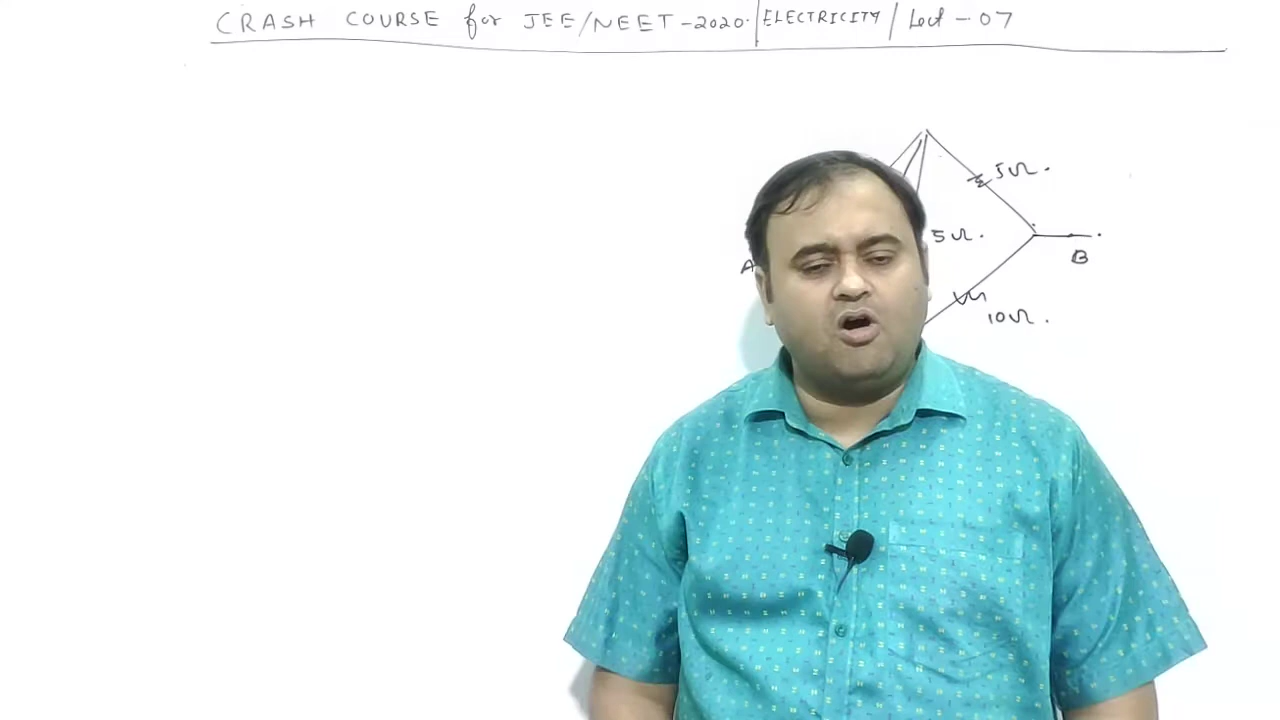 CRASH COURSE for JEE/NEET-2020. | ELECTRICITY / Lect - 07
5Ω.
5Ω.
A
B
10Ω.